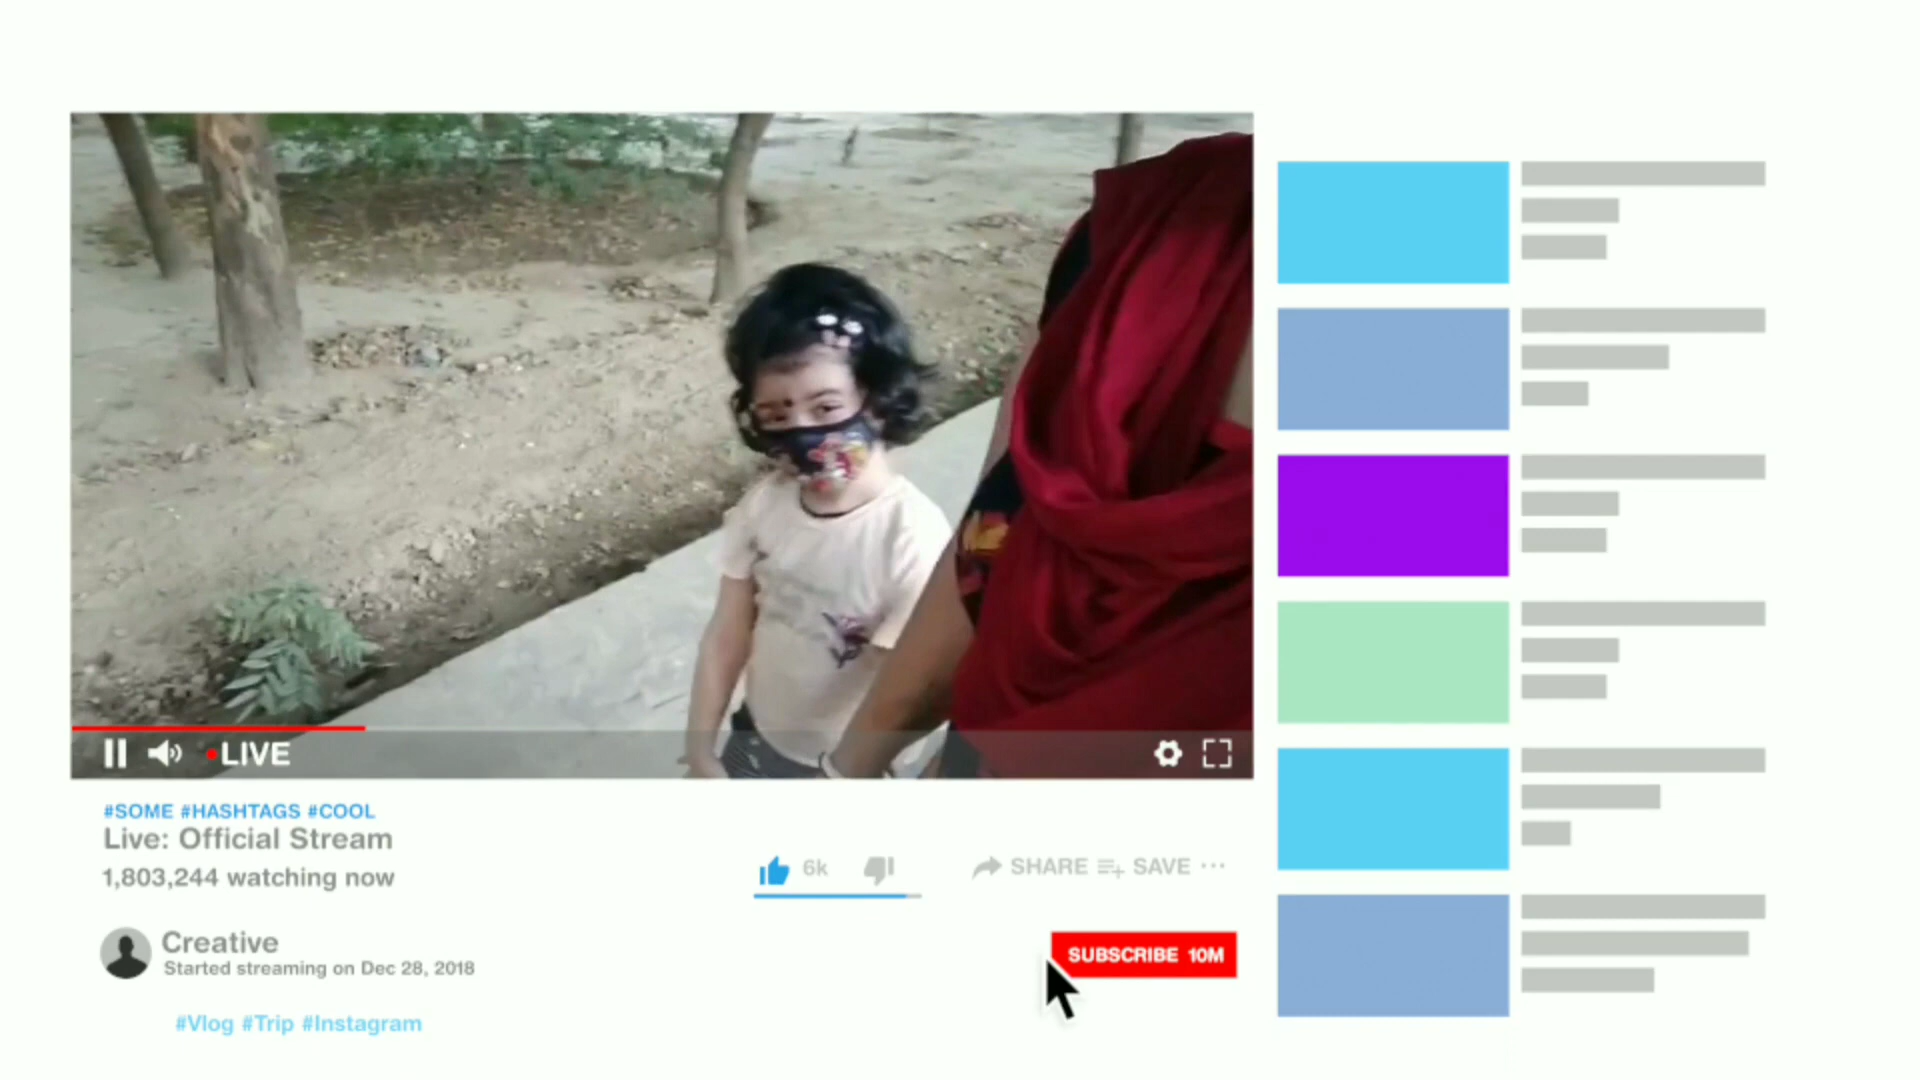 LIVE
#SOME #HASHTAGS #COOL
Live: Official Stream
1,803,244 watching now
6k
SHARE
SAVE
Creative
Started streaming on Dec 28, 2018
SUBSCRIBE 10M
#Vlog #Trip #Instagram